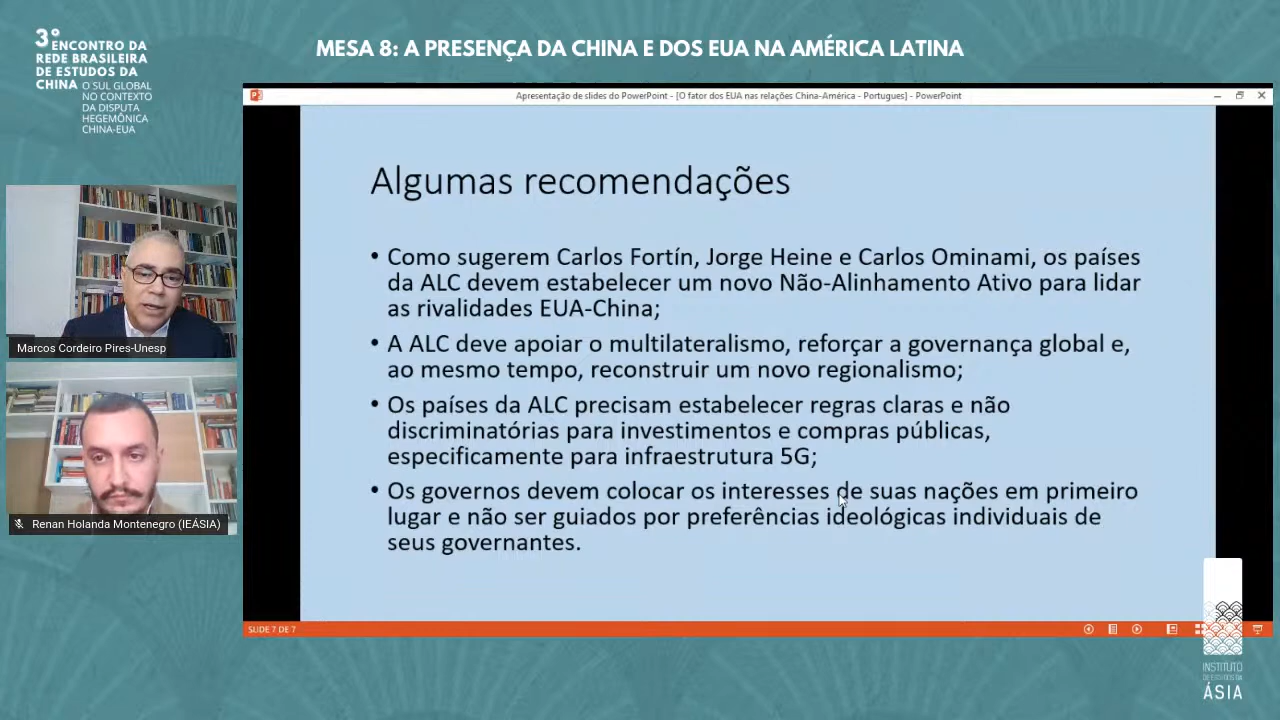 3º ENCONTRO DA
REDE BRASILEIRA
DE ESTUDOS DA
CHINA O SUL GLOBAL
NO CONTEXTO
DA DISPUTA
HEGEMÔNICA
CHINA-EUA
MESA 8: A PRESENÇA DA CHINA E DOS EUA NA AMÉRICA LATINA
Apresentação de slides do PowerPoint - [O fator dos EUA nas relações China-América - Portugues] - PowerPoint
Algumas recomendações
• Como sugerem Carlos Fortín, Jorge Heine e Carlos Ominami, os países
da ALC devem estabelecer um novo Não-Alinhamento Ativo para lidar
as rivalidades EUA-China;
• A ALC deve apoiar o multilateralismo, reforçar a governança global e,
ao mesmo tempo, reconstruir um novo regionalismo;
• Os países da ALC precisam estabelecer regras claras e não
discriminatórias para investimentos e compras públicas,
especificamente para infraestrutura 5G;
• Os governos devem colocar os interesses de suas nações em primeiro
lugar e não ser guiados por preferências ideológicas individuais de
seus governantes.
Marcos Cordeiro Pires-Unesp
Renan Holanda Montenegro (IEÁSIA)
SLIDE 7 DE 7
INSTITUTO
DE ESTUDOS DA
ÁSIA